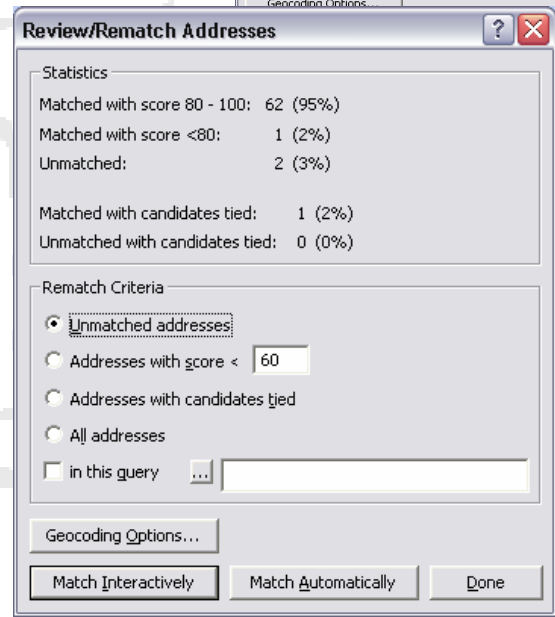 Geocoding Options...
Review/Rematch Addresses
Statistics
Matched with score 80 - 100: 62 (95%)
Matched with score <80: 1 (2%)
Unmatched: 2 (3%)
Matched with candidates tied: 1 (2%)
Unmatched with candidates tied: 0 (0%)
Rematch Criteria
Unmatched addresses
Addresses with score < 60
Addresses with candidates tied
All addresses
in this query ...
Geocoding Options...
Match Interactively Match Automatically Done